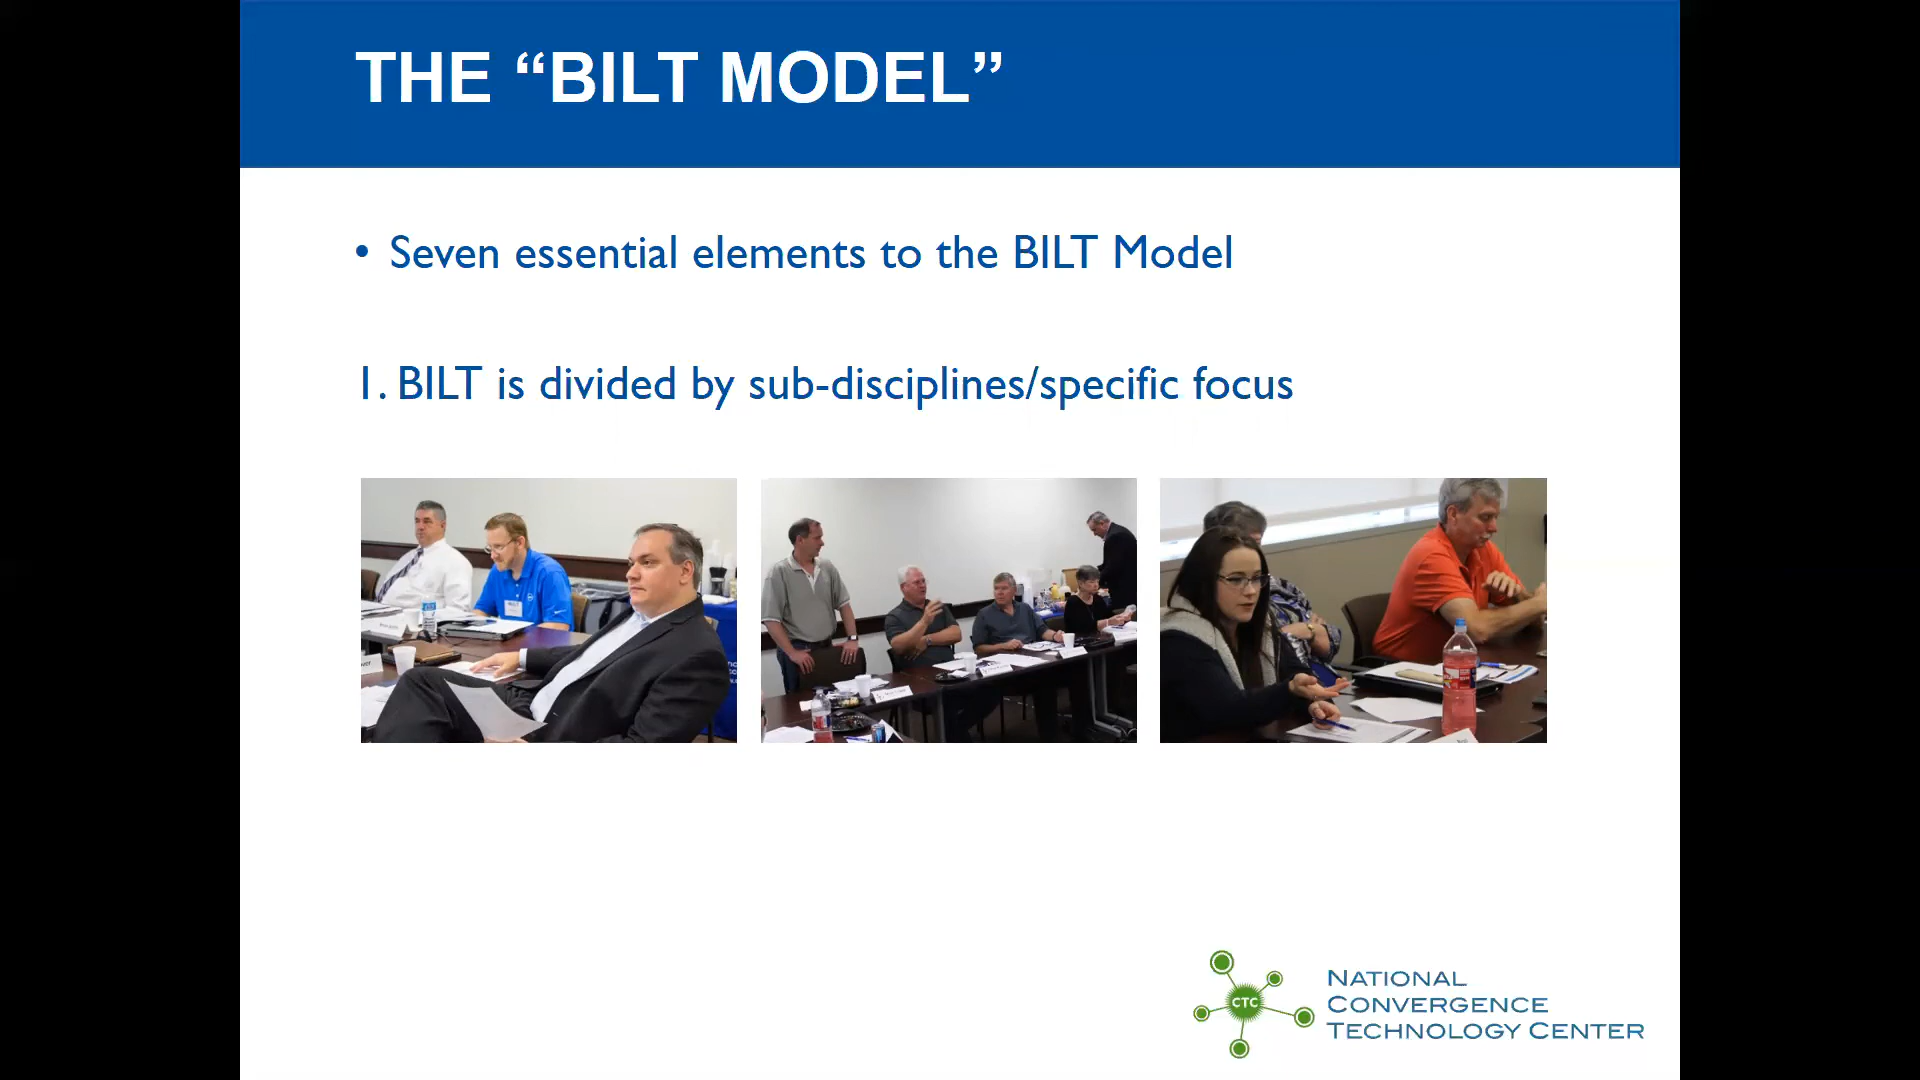 THE “BILT MODEL”
• Seven essential elements to the BILT Model
1. BILT is divided by sub-disciplines/specific focus
CTC
NATIONAL
CONVERGENCE
TECHNOLOGY CENTER